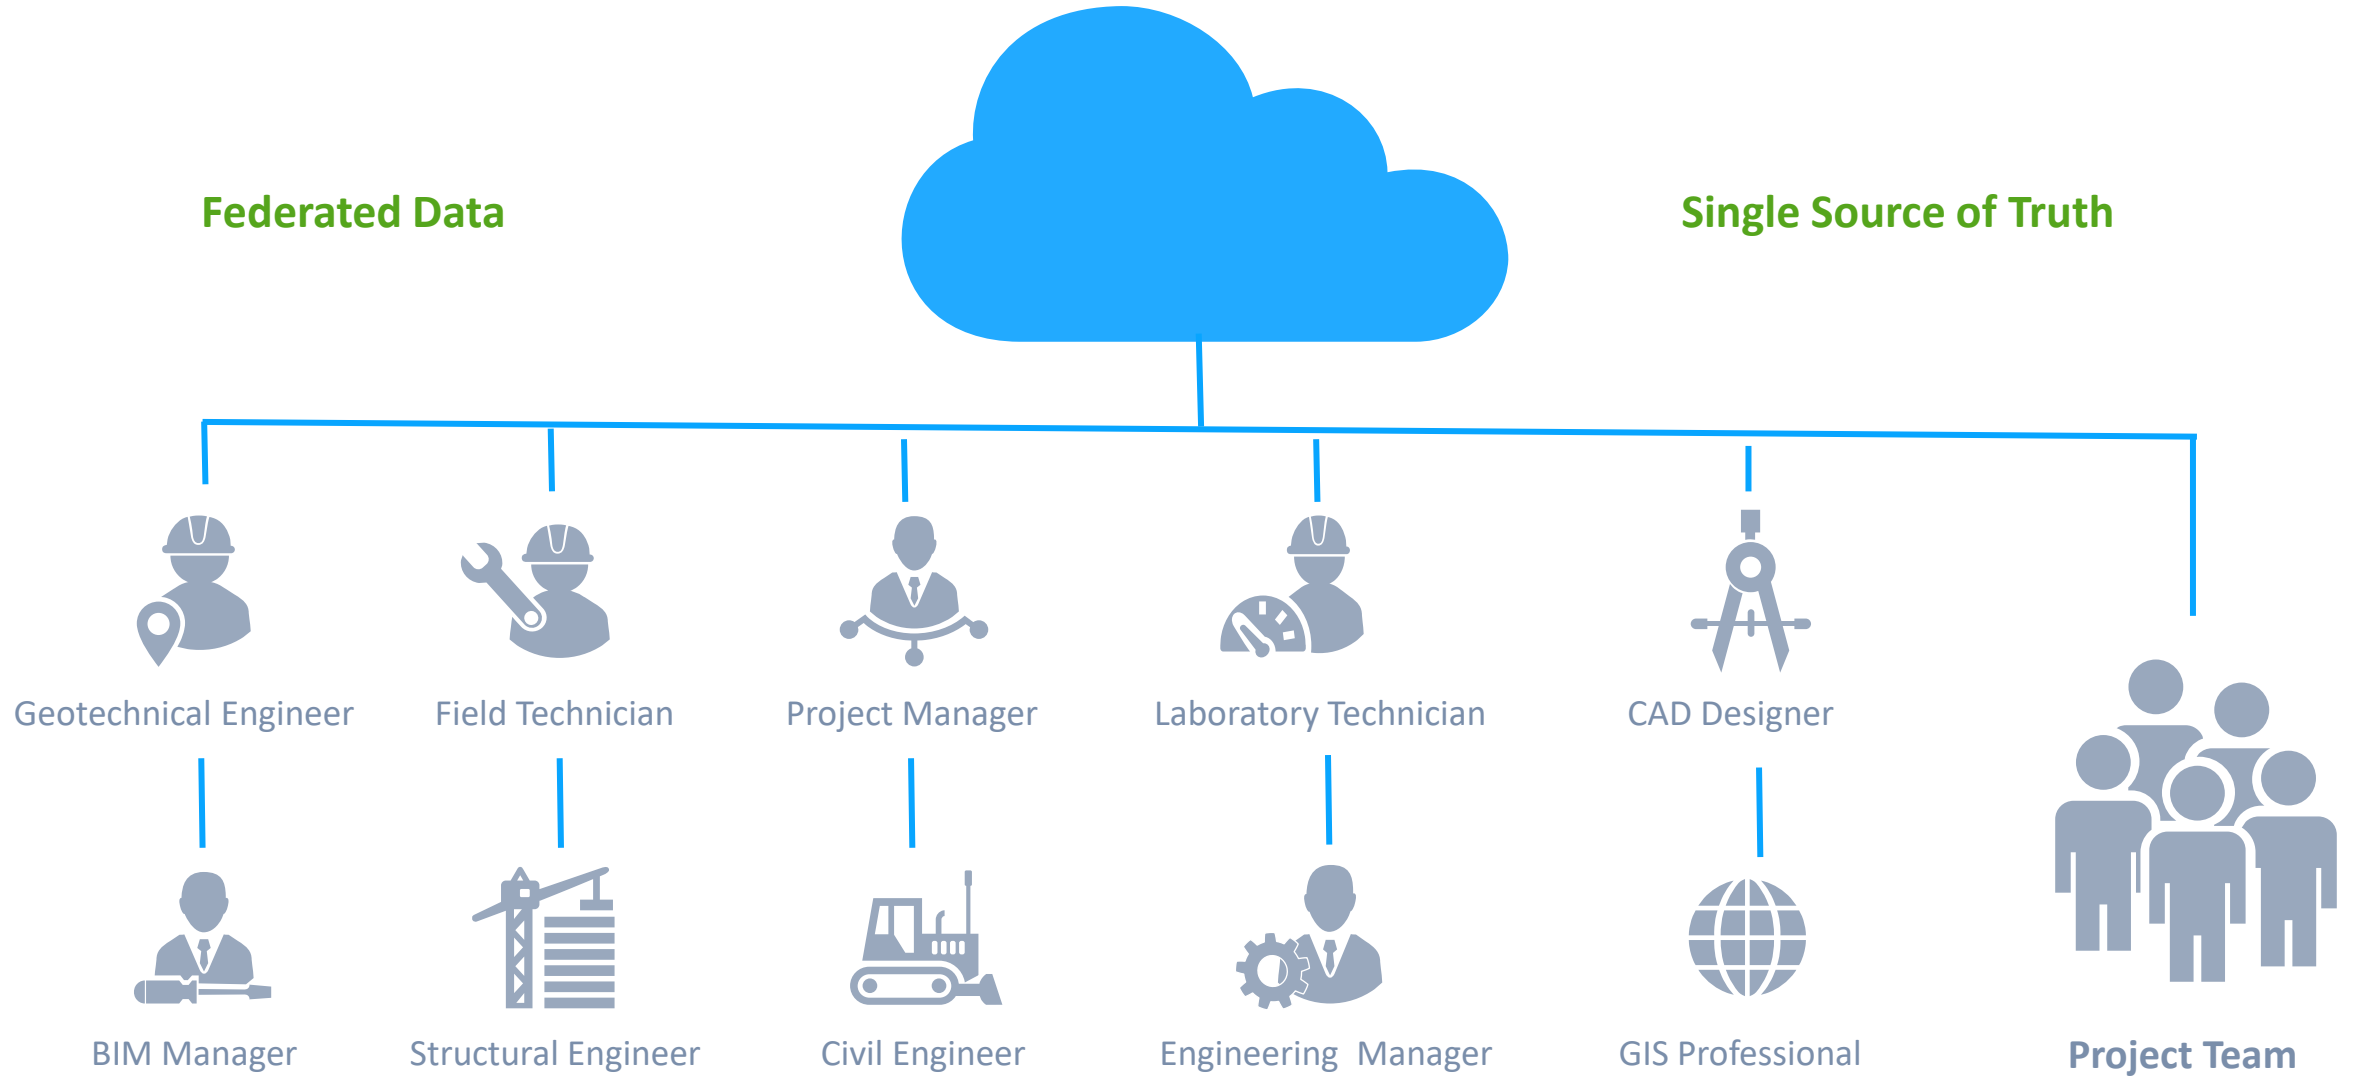 Federated Data
Single Source of Truth
Geotechnical Engineer
Field Technician
Project Manager
Laboratory Technician
CAD Designer
BIM Manager
Structural Engineer
Civil Engineer
Engineering  Manager
GIS Professional
Project Team